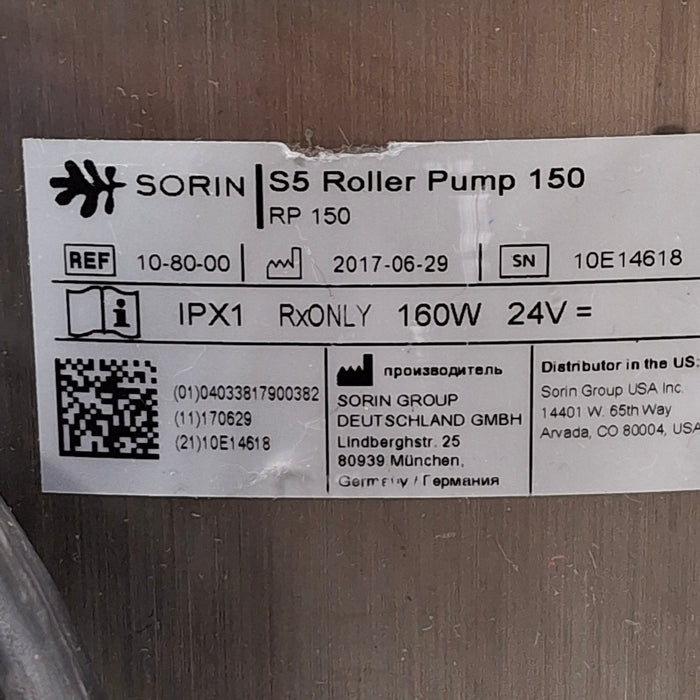 SORIN
S5 Roller Pump 150
RP 150
REF 10-80-00 2017-06-29 SN 10E14618
i IPX1 RxONLY 160W 24V =
(01)04033817900382
(11)170629
(21)10E14618
производитель
SORIN GROUP
DEUTSCHLAND GMBH
Lindberghstr. 25
80939 München,
Germany / Германия
Distributor in the US:
Sorin Group USA Inc.
14401 W. 65th Way
Arvada, CO 80004, USA